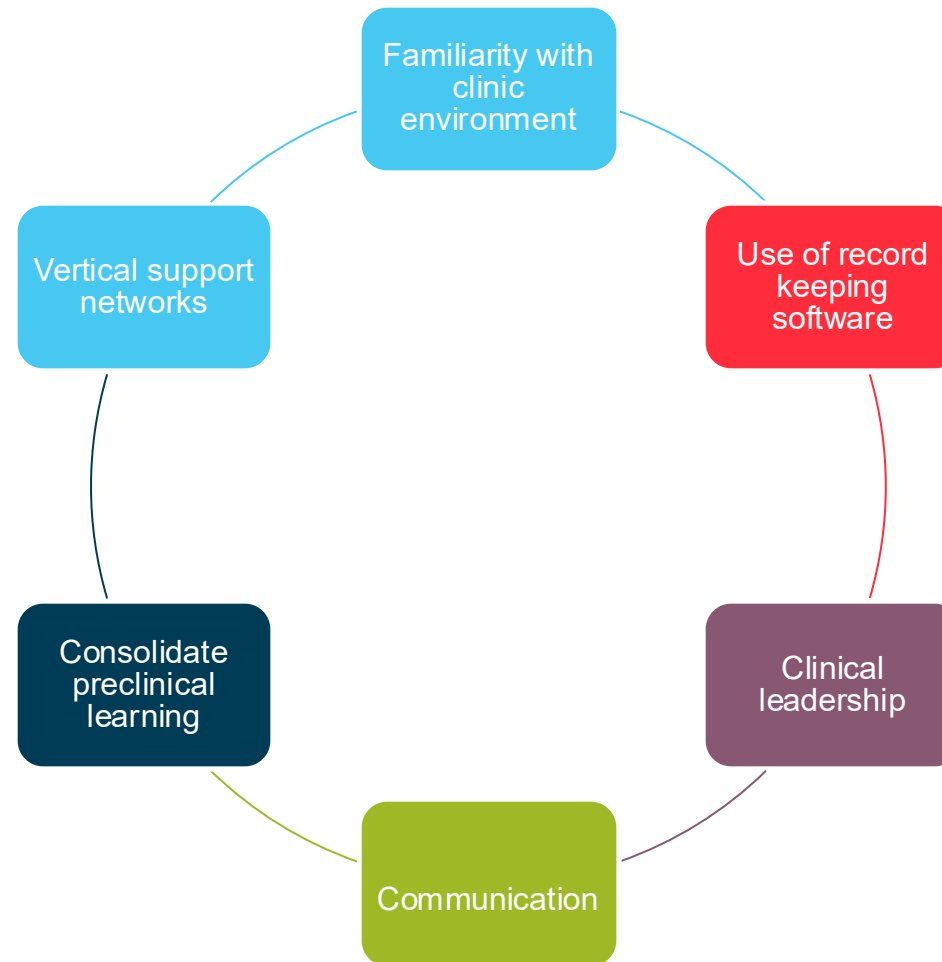 Familiarity with
clinic
environment
Use of record
keeping
software
Clinical
leadership
Communication
Consolidate
preclinical
learning
Vertical support
networks